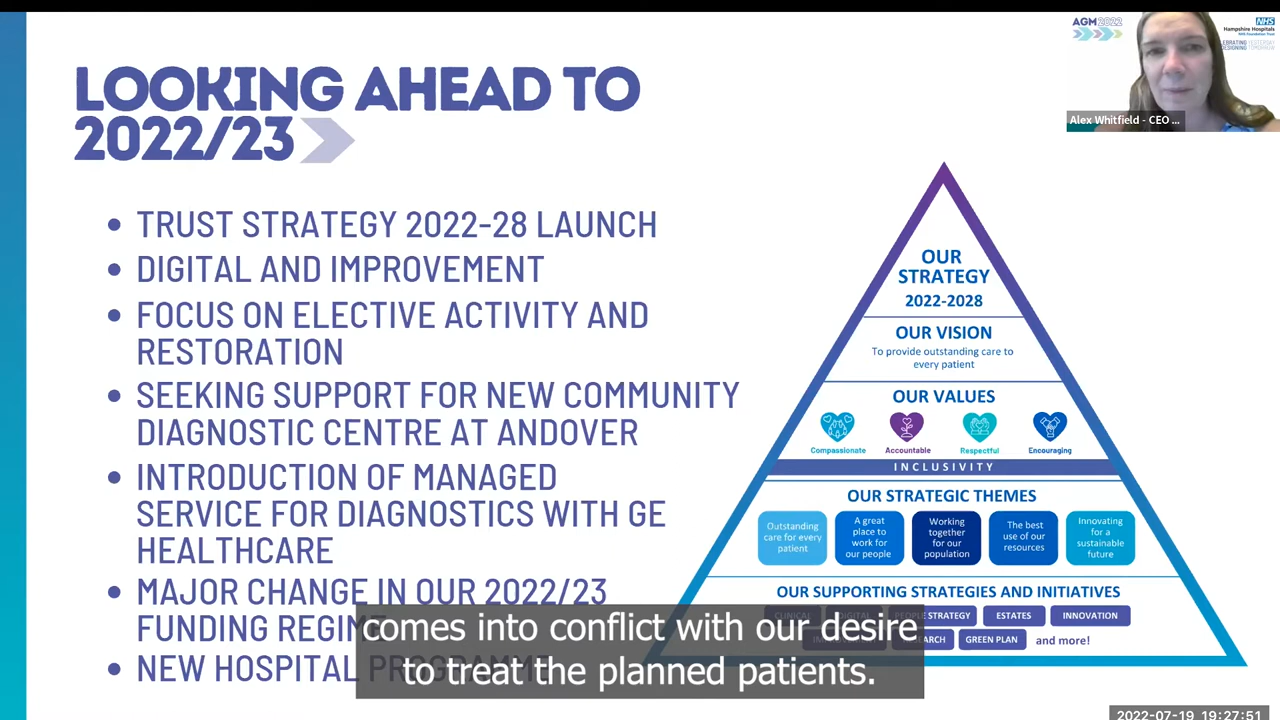 LOOKING AHEAD TO
2022/23
• TRUST STRATEGY 2022-28 LAUNCH
• DIGITAL AND IMPROVEMENT
• FOCUS ON ELECTIVE ACTIVITY AND
RESTORATION
• SEEKING SUPPORT FOR NEW COMMUNITY
DIAGNOSTIC CENTRE AT ANDOVER
• INTRODUCTION OF MANAGED
SERVICE FOR DIAGNOSTICS WITH GE
HEALTHCARE
• MAJOR CHANGE IN OUR 2022/23
FUNDING REGIME
• NEW HOSPITAL PROGRAMME
AGM2022
NHS
Hampshire Hospitals
NHS Foundation Trust
Alex Whitfield - CEO ...
OUR
STRATEGY
2022-2028
OUR VISION
To provide outstanding care to
every patient
OUR VALUES
Compassionate Accountable Respectful Encouraging
INCLUSIVITY
OUR STRATEGIC THEMES
Outstanding
care for every
patient
A great
place to
work for
our people
Working
together
for our
population
The best
use of our
resources
Innovating
for a
sustainable
future
OUR SUPPORTING STRATEGIES AND INITIATIVES
CLINICAL DIGITAL PEOPLE STRATEGY ESTATES INNOVATION
GREEN PLAN and more!
comes into conflict with our desire
to treat the planned patients.
2022-07-19 19:27:51